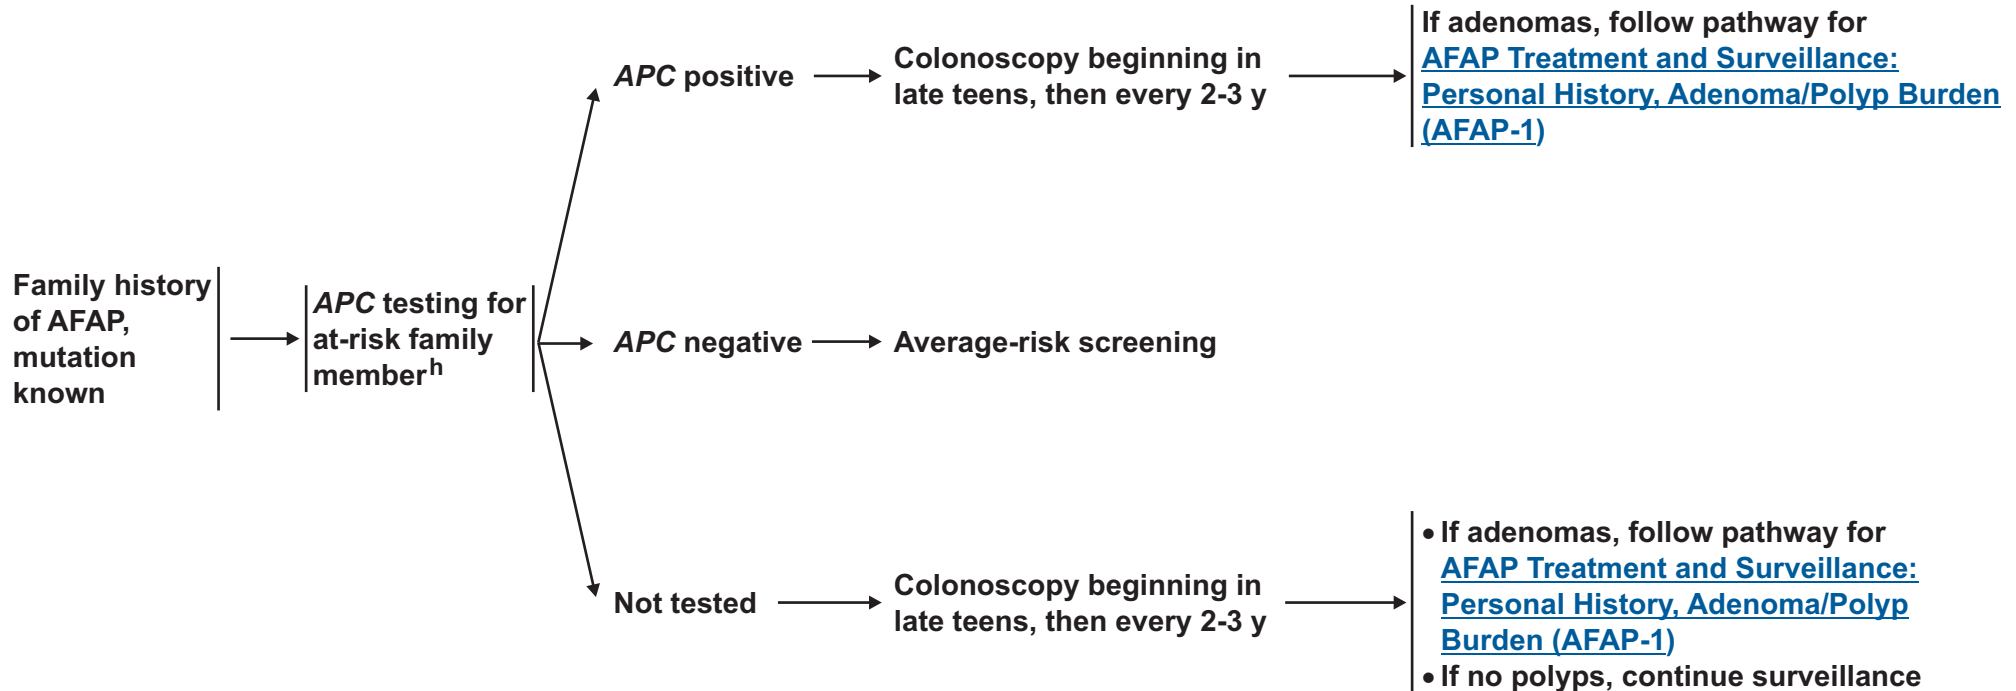 Family history
of AFAP,
mutation
known
APC testing for
at-risk family
memberh
APC positive
Colonoscopy beginning in
late teens, then every 2-3 y
If adenomas, follow pathway for
AFAP Treatment and Surveillance:
Personal History, Adenoma/Polyp Burden
(AFAP-1)
APC negative
Average-risk screening
Not tested
Colonoscopy beginning in
late teens, then every 2-3 y
• If adenomas, follow pathway for
AFAP Treatment and Surveillance:
Personal History, Adenoma/Polyp
Burden (AFAP-1)
• If no polyps, continue surveillance